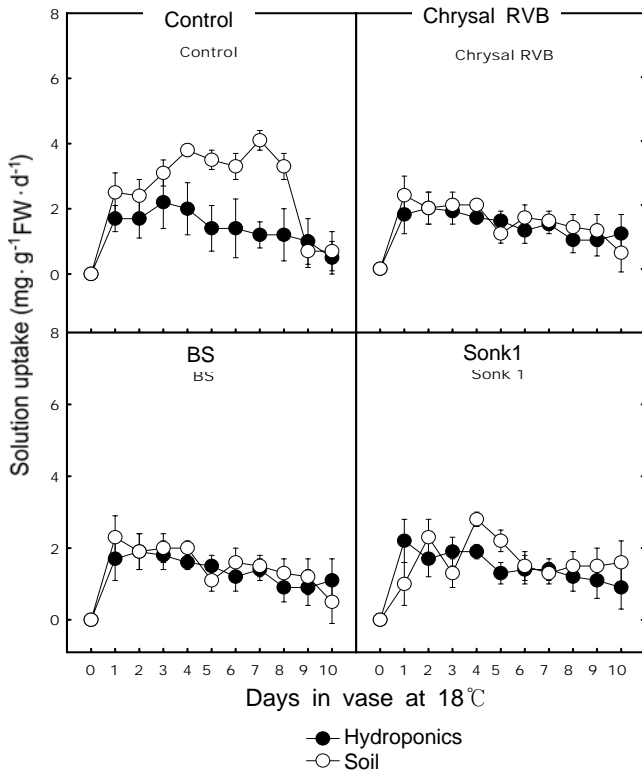 Control
Control
Chrysal RVB
Chrysal RVB
8
6
4
2
0
8
BS
BS
Sonk1
Sonk 1
6
4
2
0
Solution uptake (mg· g⁻¹FW ·d⁻¹)
0 1 2 3 4 5 6 7 8 9 10
0 1 2 3 4 5 6 7 8 9 10
Days in vase at 18℃
Hydroponics
Soil